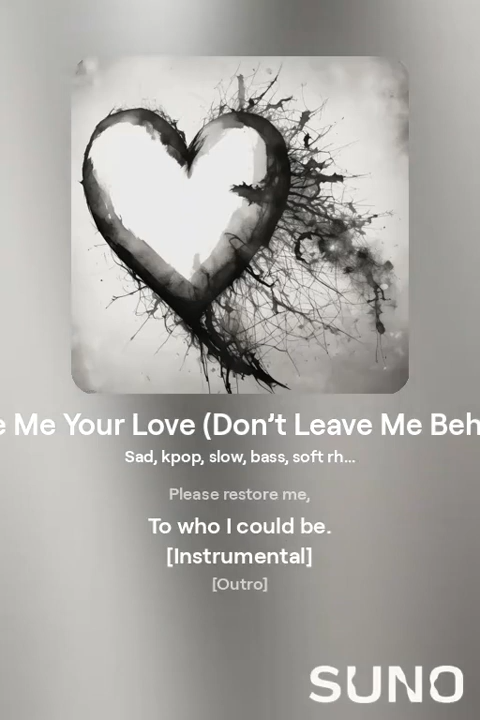 e Me Your Love (Don't Leave Me Beh
Sad, kpop, slow, bass, soft rh...
Please restore me,
To who I could be.
[Instrumental]
[Outro]
SUNO